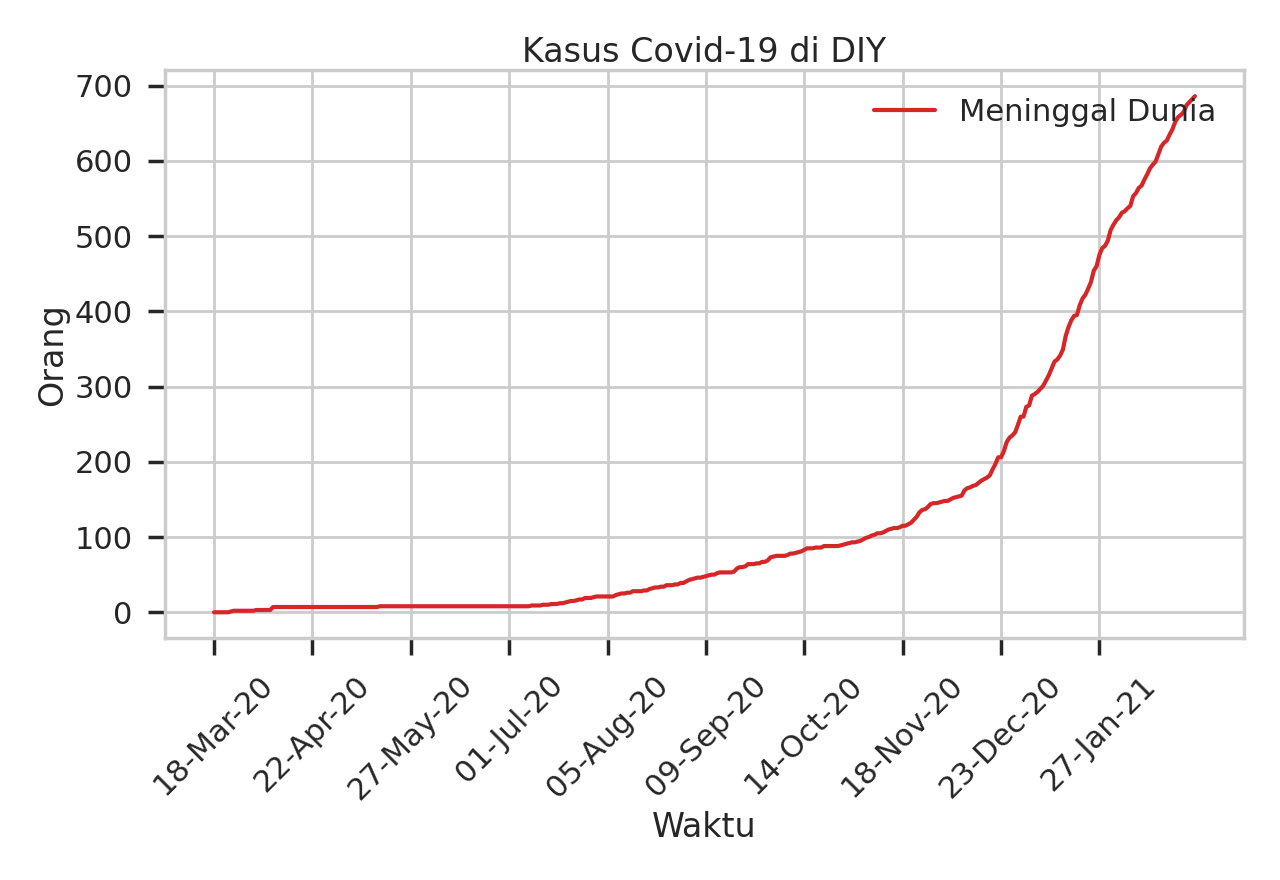 Kasus Covid-19 di DIY
Meninggal Dunia
Orang
700
600
500
400
300
200
100
0
18-Mar-20
22-Apr-20
27-May-20
01-Jul-20
05-Aug-20
09-Sep-20
14-Oct-20
18-Nov-20
23-Dec-20
27-Jan-21
Waktu